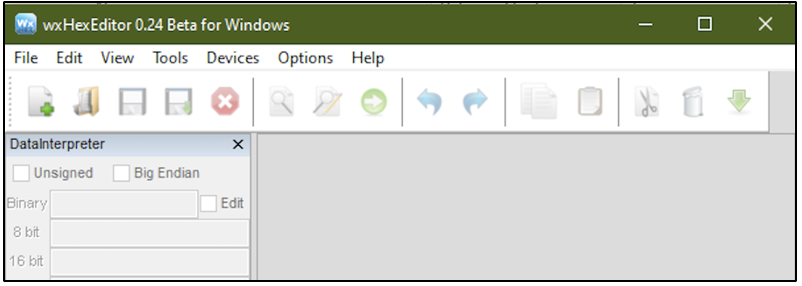 wx wxHexEditor 0.24 Beta for Windows
File Edit View Tools Devices Options Help
DataInterpreter
Unsigned Big Endian
Binary Edit
8 bit
16 bit